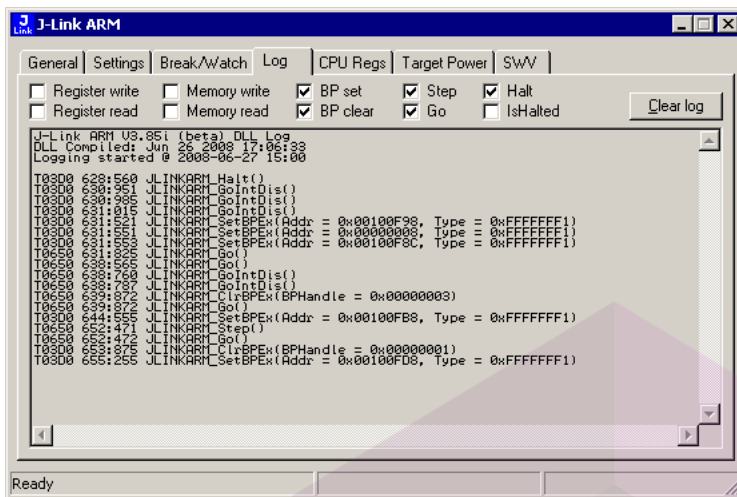 J-Link ARM
General Settings Break/Watch Log CPU Regs Target Power SWV
Register write Memory write BP set Step Halt
Register read Memory read BP clear Go IsHalted Clear log
J-Link ARM V3.85i (beta) DLL Log
DLL Compiled: Jun 26 2008 17:06:33
Logging started @ 2008-06-27 15:00
T03D0 628:560 JLINKARM_Halt()
T03D0 630:951 JLINKARM_GoIntDis()
T03D0 630:985 JLINKARM_GoIntDis()
T03D0 631:015 JLINKARM_GoIntDis()
T03D0 631:521 JLINKARM_SetBPEx(Addr = 0x00100F98, Type = 0xFFFFFFF1)
T03D0 631:551 JLINKARM_SetBPEx(Addr = 0x00000008, Type = 0xFFFFFFF1)
T03D0 631:553 JLINKARM_SetBPEx(Addr = 0x00100F8C, Type = 0xFFFFFFF1)
T0650 631:825 JLINKARM_Go()
T0650 638:565 JLINKARM_Go()
T0650 638:760 JLINKARM_GoIntDis()
T0650 638:787 JLINKARM_GoIntDis()
T0650 639:872 JLINKARM_ClrBPEx(BPHandle = 0x00000003)
T0650 639:872 JLINKARM_Go()
T03D0 644:555 JLINKARM_SetBPEx(Addr = 0x00100FB8, Type = 0xFFFFFFF1)
T0650 652:471 JLINKARM_Step()
T0650 652:472 JLINKARM_Go()
T03D0 653:875 JLINKARM_ClrBPEx(BPHandle = 0x00000001)
T03D0 655:255 JLINKARM_SetBPEx(Addr = 0x00100FD8, Type = 0xFFFFFFF1)
Ready